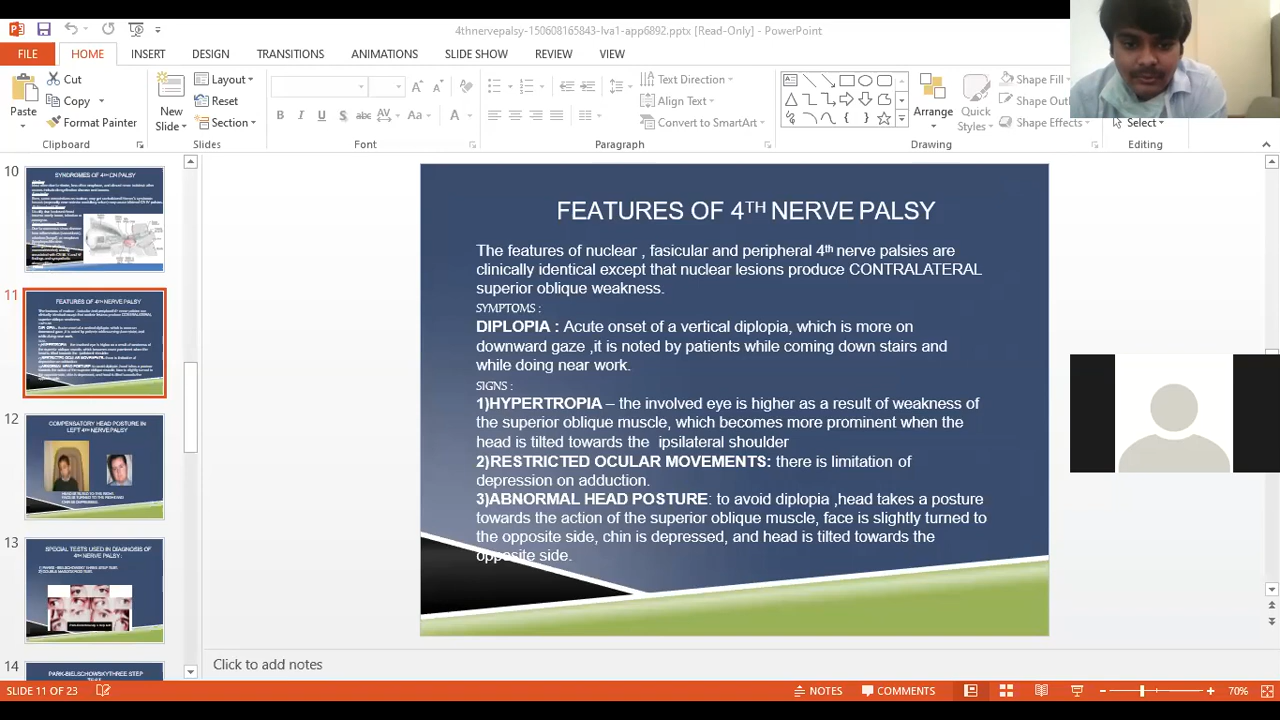 4thnervepalsy-150608165843-lva1-app6892.pptx [Read-Only] - PowerPoint
FILE HOME INSERT DESIGN TRANSITIONS ANIMATIONS SLIDE SHOW REVIEW VIEW
Paste
Cut
Copy
Format Painter
Clipboard
New
Slide
Layout
Reset
Section
Slides
Font
Text Direction
Align Text
Convert to SmartArt
Paragraph
Arrange
Quick
Styles
Shape Fill
Shape Outl
Shape Effects
Drawing
Select
Editing
10
SYNDROMES OF 4TH CN PALSY
11
FEATURES OF 4TH NERVE PALSY
12
COMPENSATORY HEAD POSTURE IN
LEFT 4TH NERVE PALSY
13
SPECIAL TESTS USED IN DIAGNOSIS OF
4TH NERVE PALSY :
14
PARK-BIELSCHOWSKYTHREE STEP
TEST
FEATURES OF 4TH NERVE PALSY
The features of nuclear , fasicular and peripheral 4th nerve palsies are
clinically identical except that nuclear lesions produce CONTRALATERAL
superior oblique weakness.
SYMPTOMS :
DIPLOPIA : Acute onset of a vertical diplopia, which is more on
downward gaze ,it is noted by patients while coming down stairs and
while doing near work.
SIGNS :
1)HYPERTROPIA – the involved eye is higher as a result of weakness of
the superior oblique muscle, which becomes more prominent when the
head is tilted towards the ipsilateral shoulder
2)RESTRICTED OCULAR MOVEMENTS: there is limitation of
depression on adduction.
3)ABNORMAL HEAD POSTURE: to avoid diplopia ,head takes a posture
towards the action of the superior oblique muscle, face is slightly turned to
the opposite side, chin is depressed, and head is tilted towards the
opposite side.
Click to add notes
SLIDE 11 OF 23
NOTES
COMMENTS
70%